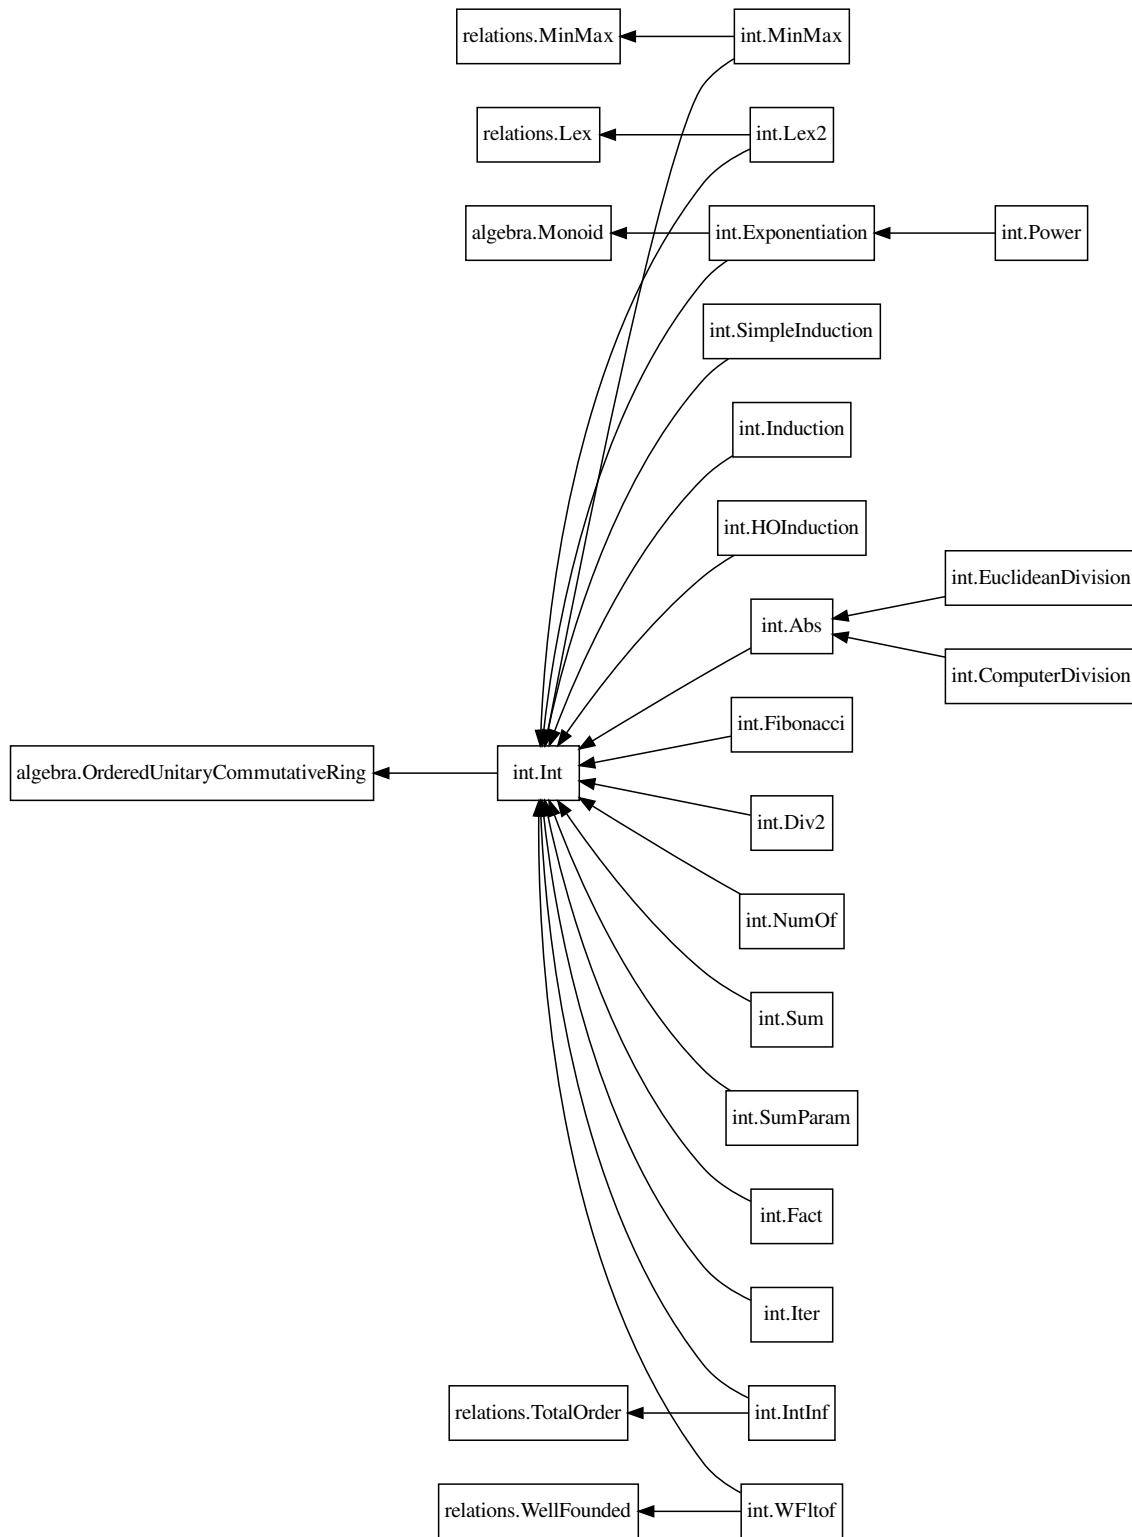 relations.MinMax
int.MinMax
relations.Lex
int.Lex2
algebra.Monoid
int.Exponentiation
int.Power
int.SimpleInduction
int.Induction
int.HOInduction
int.EuclideanDivision
int.Abs
int.ComputerDivision
int.Fibonacci
algebra.OrderedUnitaryCommutativeRing
int.Int
int.Div2
int.NumOf
int.Sum
int.SumParam
int.Fact
int.Iter
relations.TotalOrder
int.IntInf
relations.WellFounded
int.WFltof